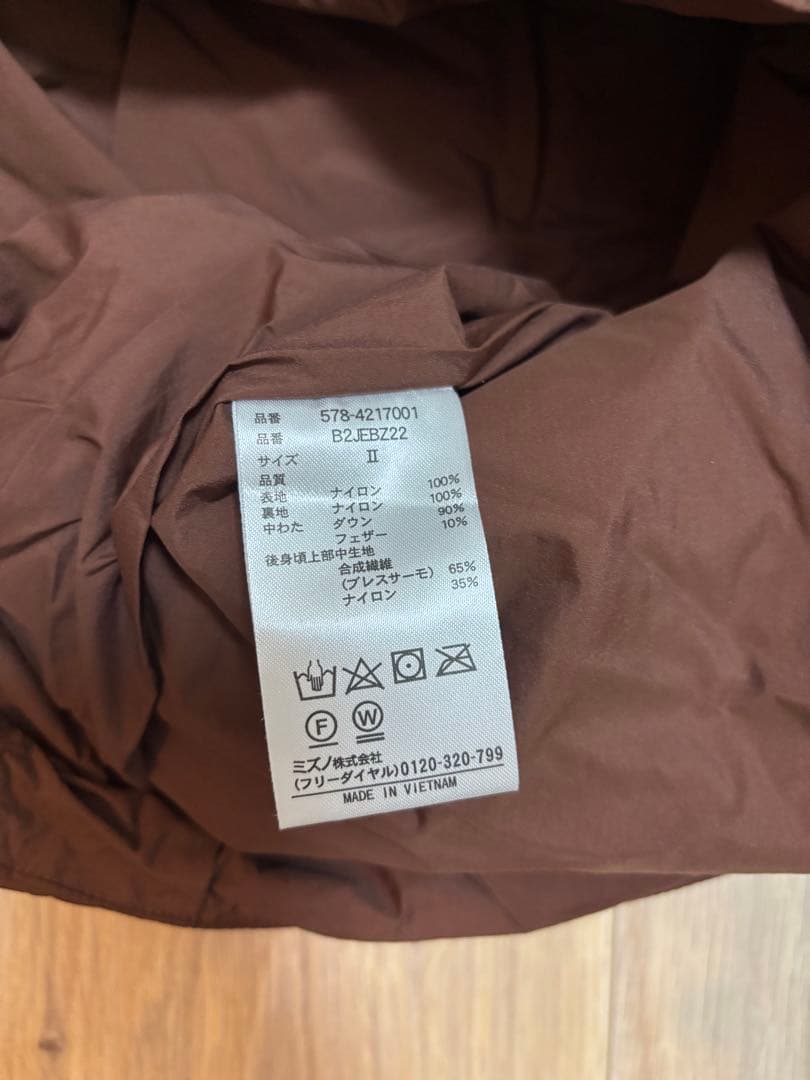 品番 578-4217001
品番 B2JEBZ22
サイズ Ⅱ
品質
表地 ナイロン 100%
裏地 ナイロン 100%
中わた ダウン 90%
フェザー 10%
後身頃上部中生地
合成繊維 65%
(ブレスサーモ)
ナイロン 35%
F W
ミズノ株式会社
(フリーダイヤル)0120-320-799
MADE IN VIETNAM